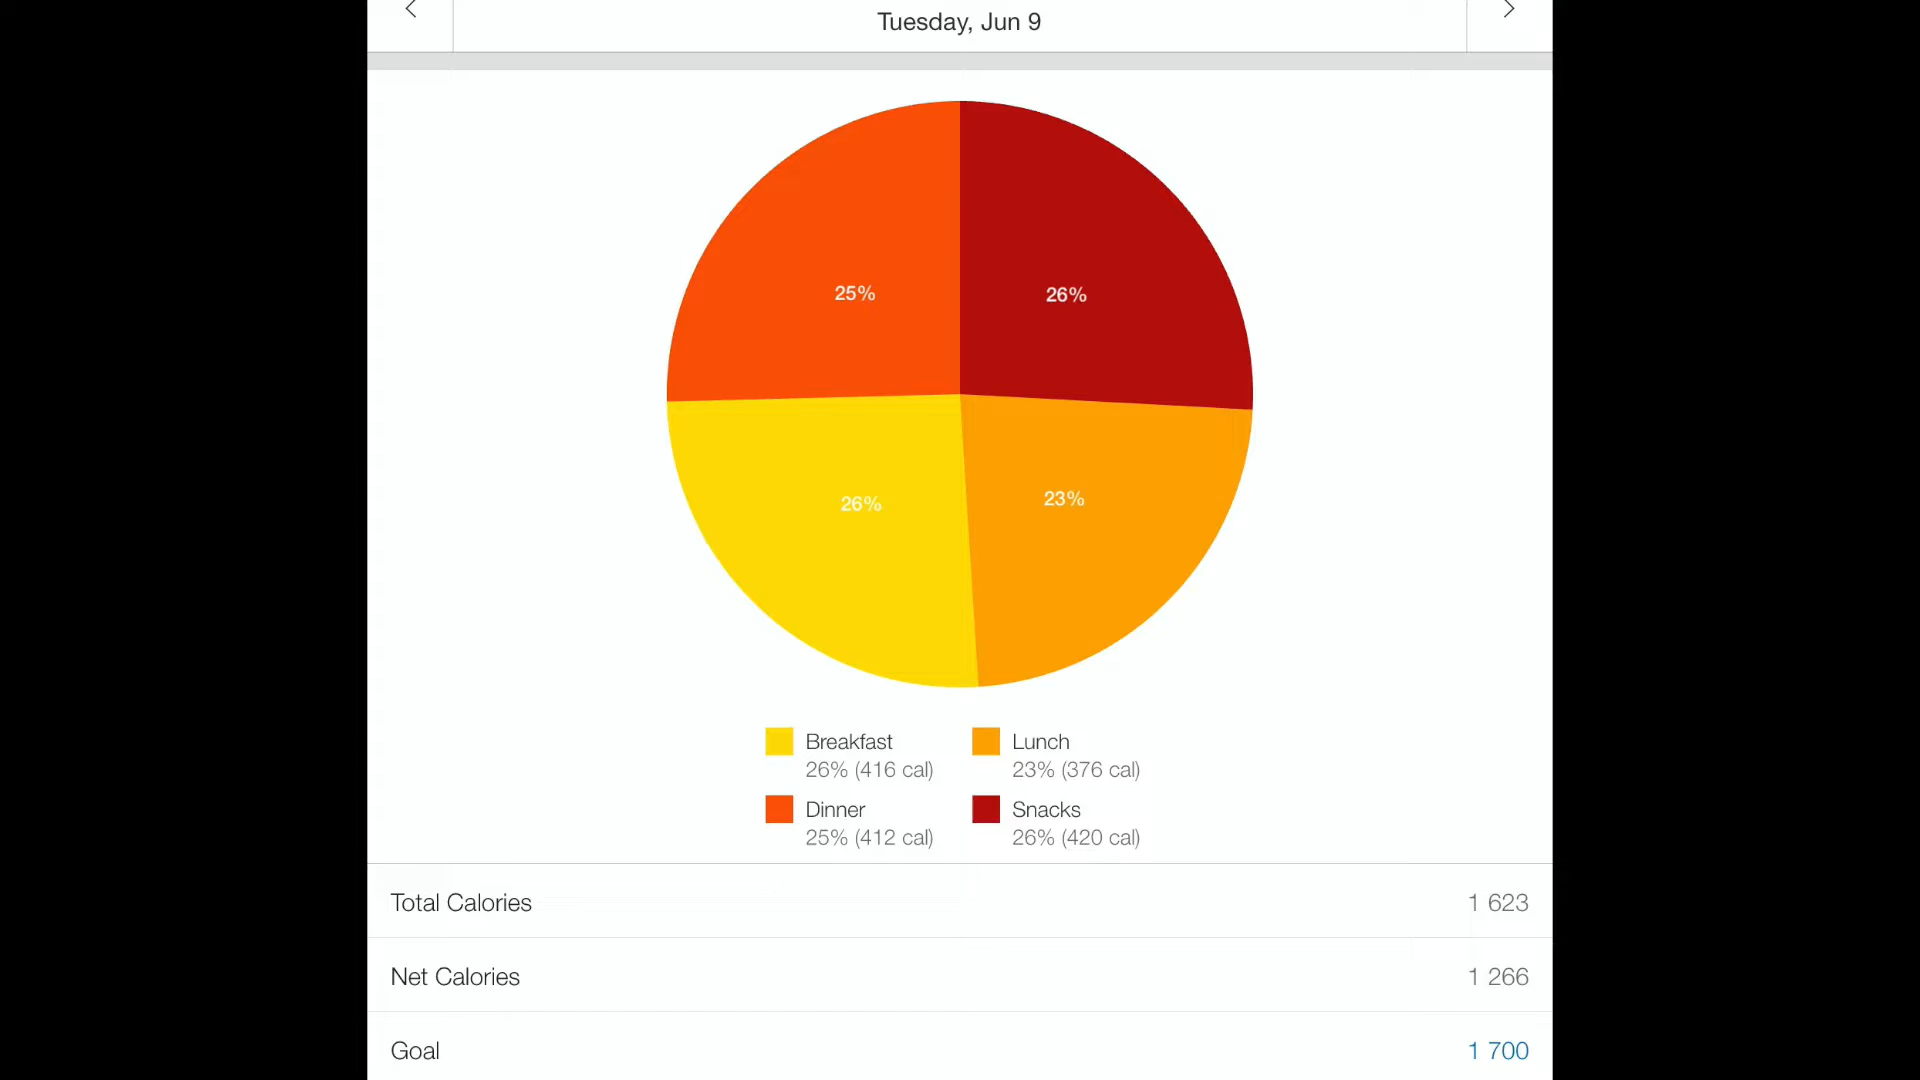 Tuesday, Jun 9
25%
26%
26%
23%
Breakfast
26% (416 cal)
Lunch
23% (376 cal)
Dinner
25% (412 cal)
Snacks
26% (420 cal)
Total Calories 1 623
Net Calories 1 266
Goal 1 700